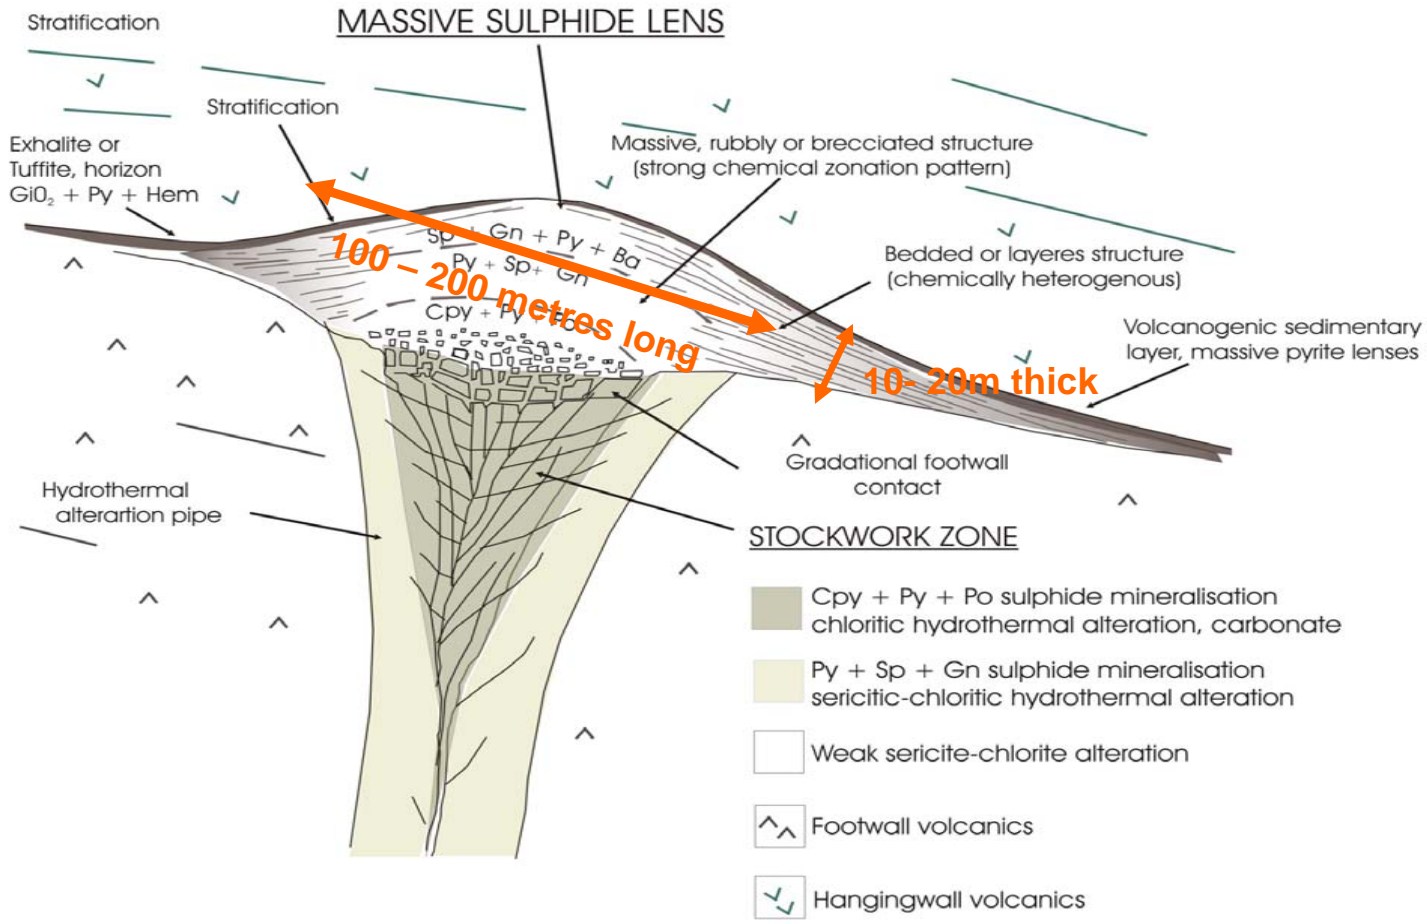 MASSIVE SULPHIDE LENS
Stratification
Stratification
Exhalite or
Tuffite, horizon
GiO₂ + Py + Hem
Massive, rubbly or brecciated structure
(strong chemical zonation pattern)
Sp + Gn + Py + Ba
Py + Sp+ Gn
Cpy + Py + Po
100 – 200 metres long
Bedded or layeres structure
(chemically heterogenous)
Volcanogenic sedimentary
layer, massive pyrite lenses
10- 20m thick
Gradational footwall
contact
Hydrothermal
alterartion pipe
STOCKWORK ZONE
Cpy + Py + Po sulphide mineralisation
chloritic hydrothermal alteration, carbonate
Py + Sp + Gn sulphide mineralisation
sericitic-chloritic hydrothermal alteration
Weak sericite-chlorite alteration
Footwall volcanics
Hangingwall volcanics